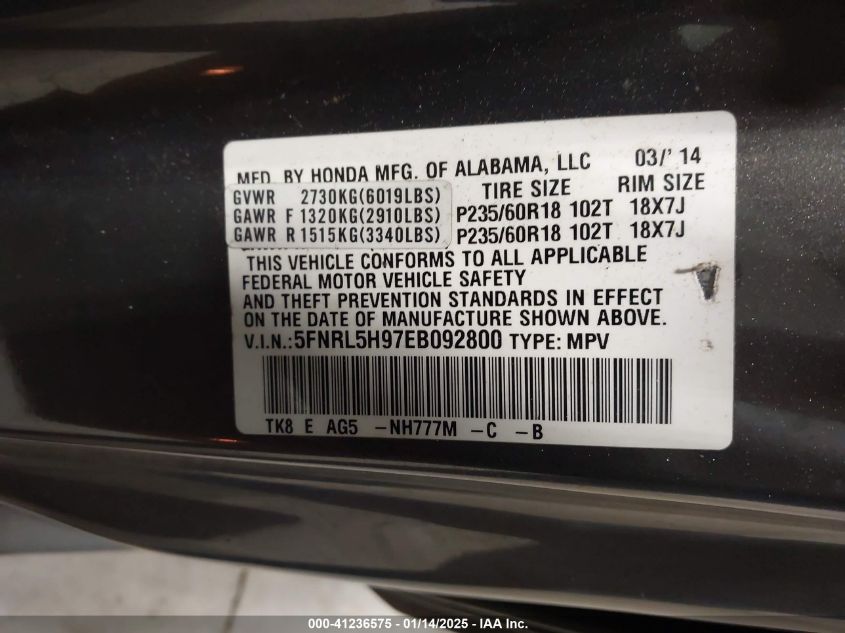 MFD. BY HONDA MFG. OF ALABAMA, LLC 03/' 14
GVWR 2730KG(6019LBS) TIRE SIZE RIM SIZE
GAWR F 1320KG(2910LBS) P235/60R18 102T 18X7J
GAWR R 1515KG(3340LBS) P235/60R18 102T 18X7J
THIS VEHICLE CONFORMS TO ALL APPLICABLE
FEDERAL MOTOR VEHICLE SAFETY
AND THEFT PREVENTION STANDARDS IN EFFECT
ON THE DATE OF MANUFACTURE SHOWN ABOVE.
V.I.N.:5FNRL5H97EB092800 TYPE: MPV
TK8 E AG5 -NH777M -C -B
000-41236575 — 01/14/2025 — IAA Inc.